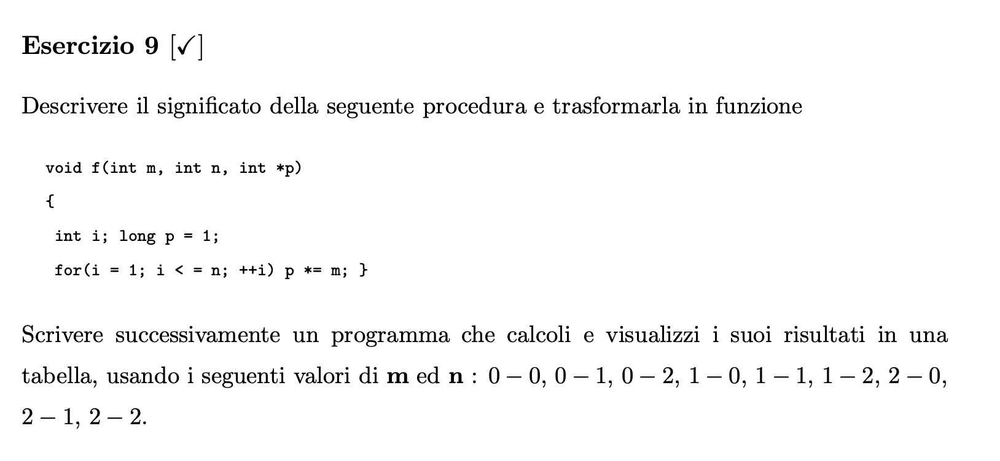 Esercizio 9 [✓]
Descrivere il significato della seguente procedura e trasformarla in funzione
void f(int m, int n, int *p)
{
int i; long p = 1;
for(i = 1; i < = n; ++i) p *= m; }
Scrivere successivamente un programma che calcoli e visualizzi i suoi risultati in una
tabella, usando i seguenti valori di m ed n : 0 − 0, 0 − 1, 0 − 2, 1 − 0, 1 − 1, 1 − 2, 2 − 0,
2 − 1, 2 − 2.